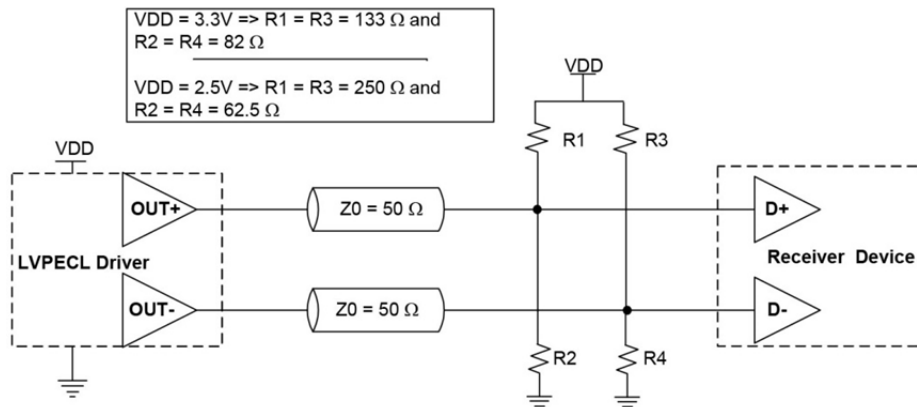 VDD = 3.3V => R1 = R3 = 133 Ω and
R2 = R4 = 82 Ω
VDD = 2.5V => R1 = R3 = 250 Ω and
R2 = R4 = 62.5 Ω
VDD
R1
R3
VDD
OUT+
Z0 = 50 Ω
D+
LVPECL Driver
Receiver Device
OUT-
Z0 = 50 Ω
D-
R2
R4